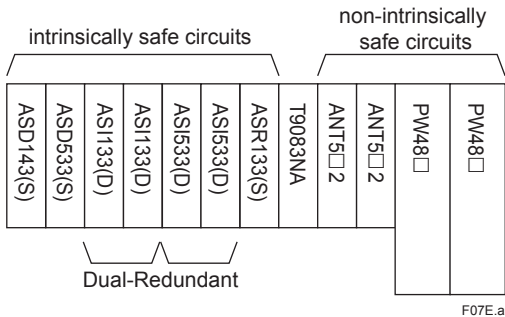 intrinsically safe circuits
non-intrinsically
safe circuits
ASD143(S)
ASD533(S)
ASI133(D)
ASI133(D)
ASI533(D)
ASI533(D)
ASR133(S)
T9083NA
ANT5□2
ANT5□2
PW48□
PW48□
Dual-Redundant
F07E.ai